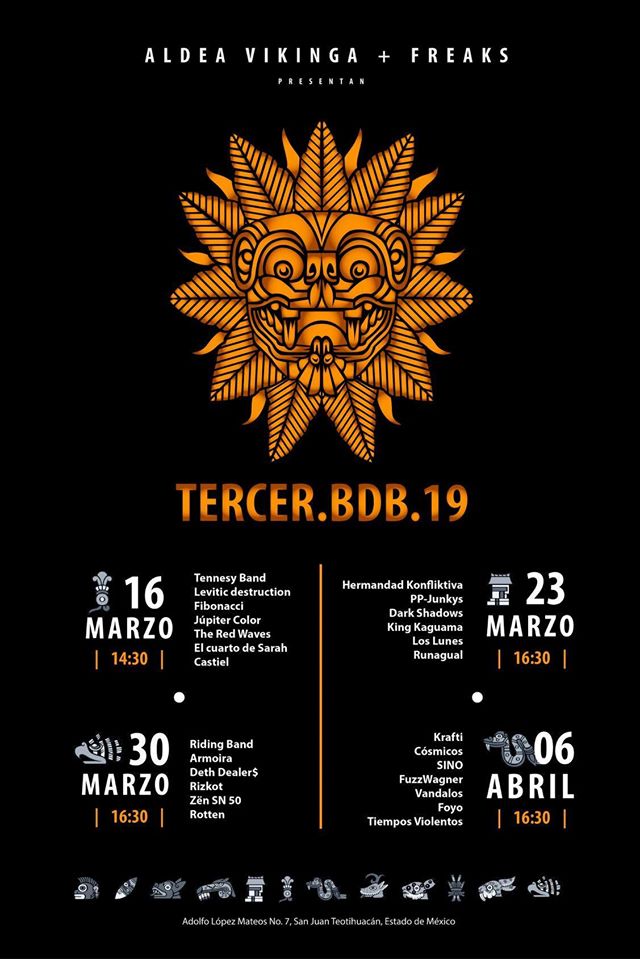 ALDEA VIKINGA + FREAKS
PRESENTAN
TERCER.BDB.19
16
MARZO
| 14:30 |
Tennesy Band
Levitic destruction
Fibonacci
Júpiter Color
The Red Waves
El cuarto de Sarah
Castiel
Hermandad Konfliktiva
PP-Junkys
Dark Shadows
King Kaguama
Los Lunes
Runagual
23
MARZO
| 16:30 |
30
MARZO
| 16:30 |
Riding Band
Armoira
Deth Dealer$
Rizkot
Zën SN 50
Rotten
Krafti
Cósmicos
SINO
FuzzWagner
Vandalos
Foyo
Tiempos Violentos
06
ABRIL
| 16:30 |
Adolfo López Mateos No. 7, San Juan Teotihuacán, Estado de México